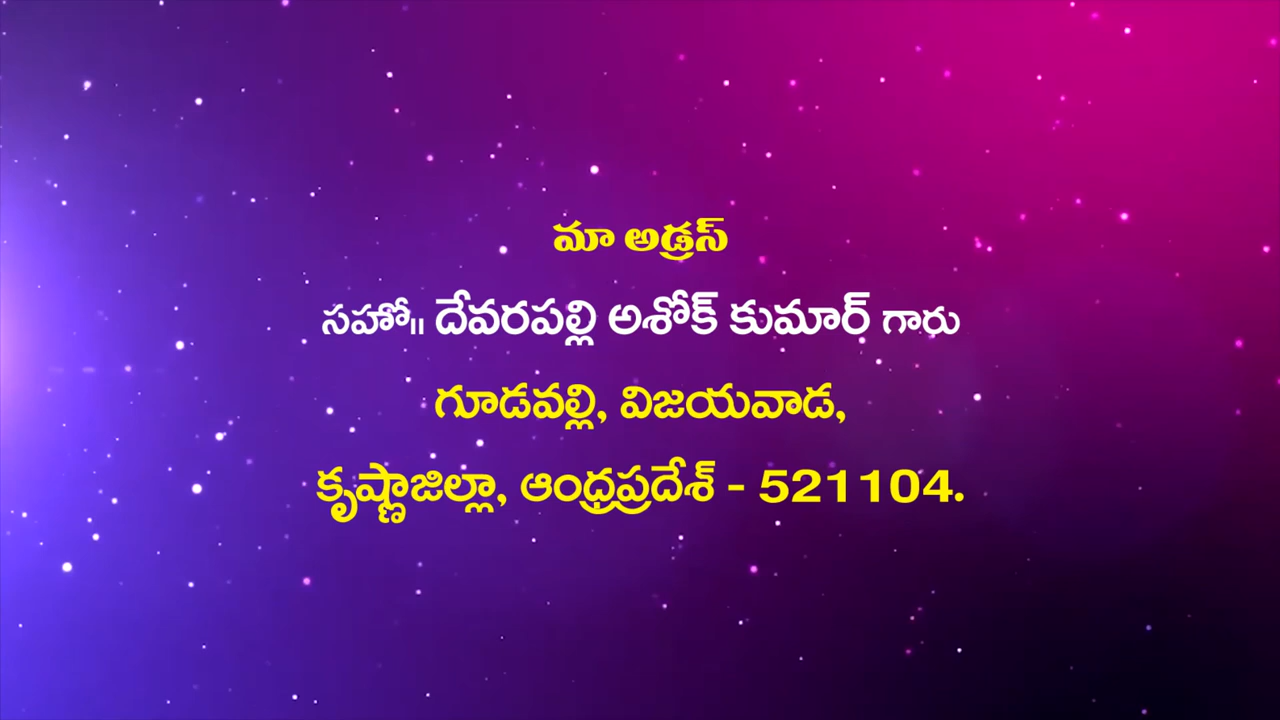 మా అడ్రస్
సహో॥ దేవరపల్లి అశోక్ కుమార్ గారు
గూడవల్లి, విజయవాడ,
కృష్ణాజిల్లా, ఆంధ్రప్రదేశ్ - 521104.